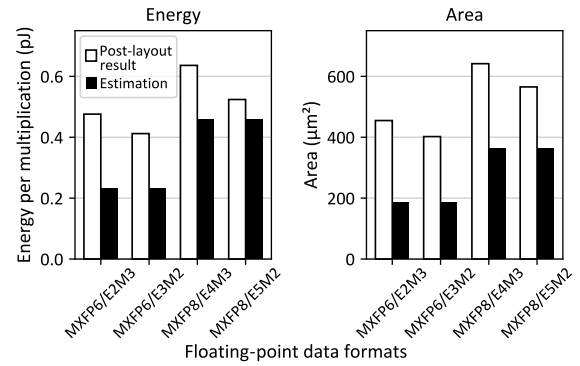 Energy
Energy per multiplication (pJ)
0.6
0.4
0.2
0.0
Post-layout
result
Estimation
MXFP6/E2M3
MXFP6/E3M2
MXFP8/E4M3
MXFP8/E5M2
Area
Area (µm²)
600
400
200
0
MXFP6/E2M3
MXFP6/E3M2
MXFP8/E4M3
MXFP8/E5M2
Floating-point data formats